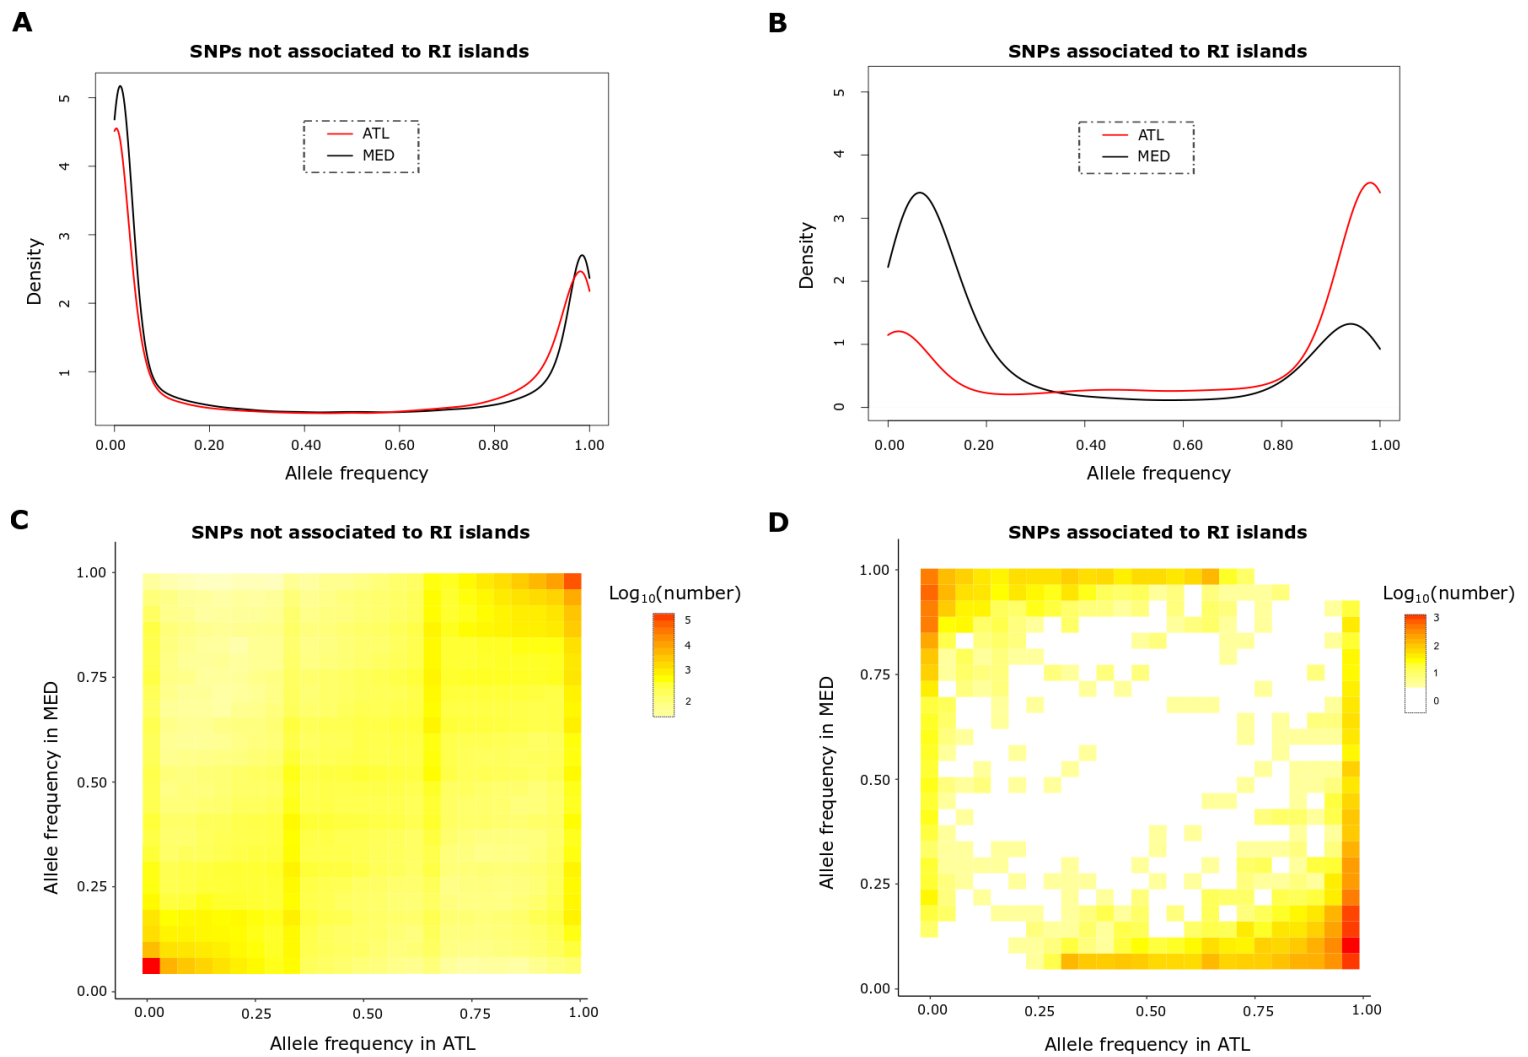 A
SNPs not associated to RI islands
5
4
3
2
1
Density
ATL
MED
0.00 0.20 0.40 0.60 0.80 1.00
Allele frequency
B
SNPs associated to RI islands
5
4
3
2
1
0
Density
ATL
MED
0.00 0.20 0.40 0.60 0.80 1.00
Allele frequency
C
SNPs not associated to RI islands
1.00
0.75
0.50
0.25
0.00
Allele frequency in MED
0.00 0.25 0.50 0.75 1.00
Allele frequency in ATL
Log10(number)
5
4
3
2
D
SNPs associated to RI islands
1.00
0.75
0.50
0.25
0.00
Allele frequency in MED
0.00 0.25 0.50 0.75 1.00
Allele frequency in ATL
Log10(number)
3
2
1
0